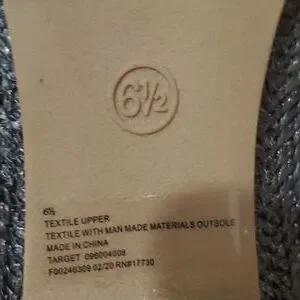 6½
6½
TEXTILE UPPER
TEXTILE WITH MAN MADE MATERIALS OUTSOLE
MADE IN:CHINA
TARGET 096004008
F00246309 02/20 RN#17730